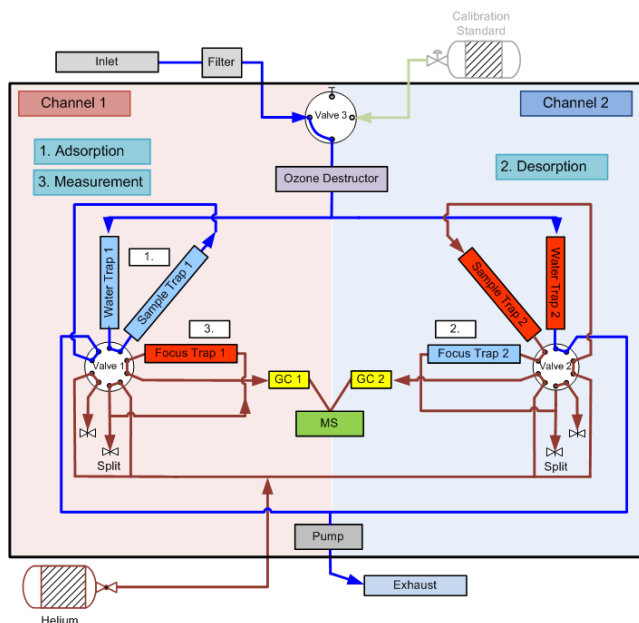 Calibration
Standard
Inlet
Filter
Channel 1
Channel 2
Valve 3
1. Adsorption
3. Measurement
2. Desorption
Ozone Destructor
Water Trap 1
1.
Sample Trap 1
Sample Trap 2
Water Trap 2
3.
2.
Focus Trap 1
Focus Trap 2
Valve 1
Valve 2
GC 1
GC 2
MS
Split
Split
Pump
Exhaust
Helium